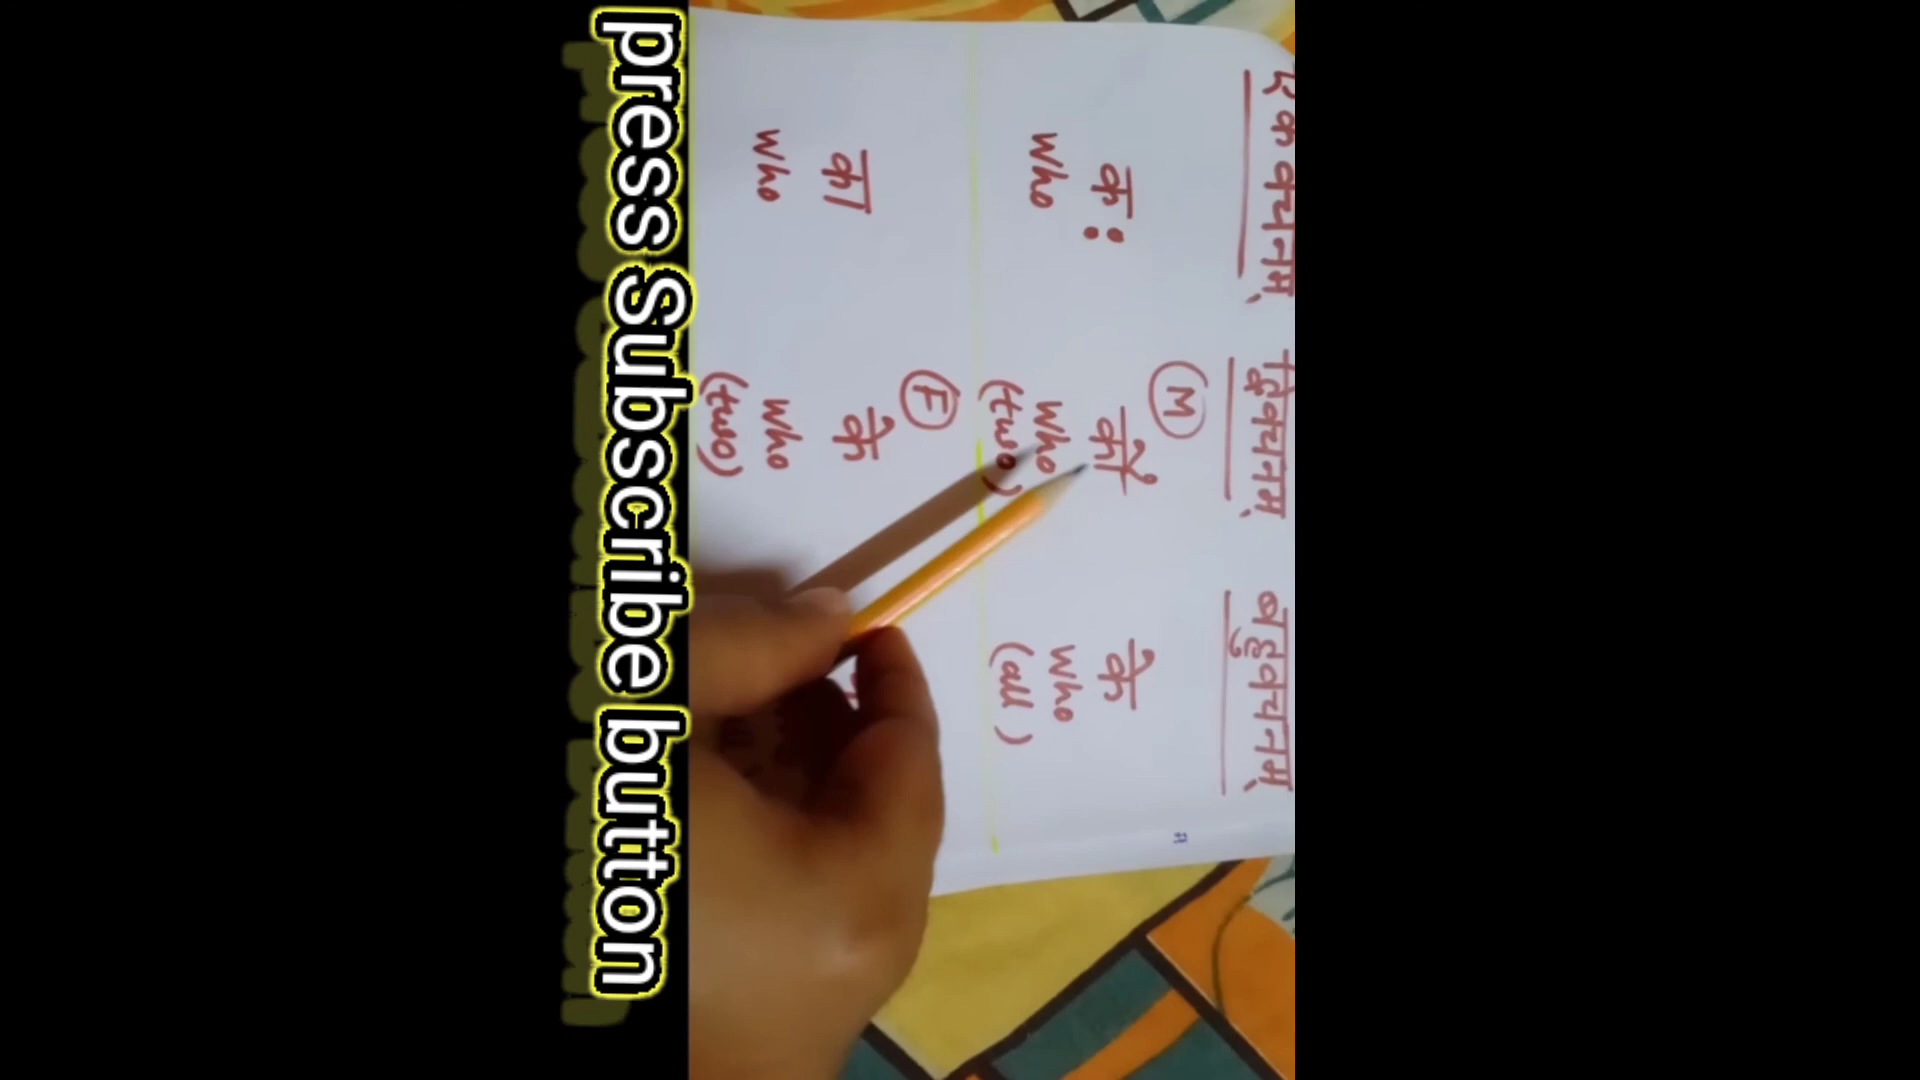 एकवचनम् द्विवचनम् बहुवचनम्
M
क: कौ के
who who who
(two) (all)
F
का के
who who
(two)
press Subscribe button